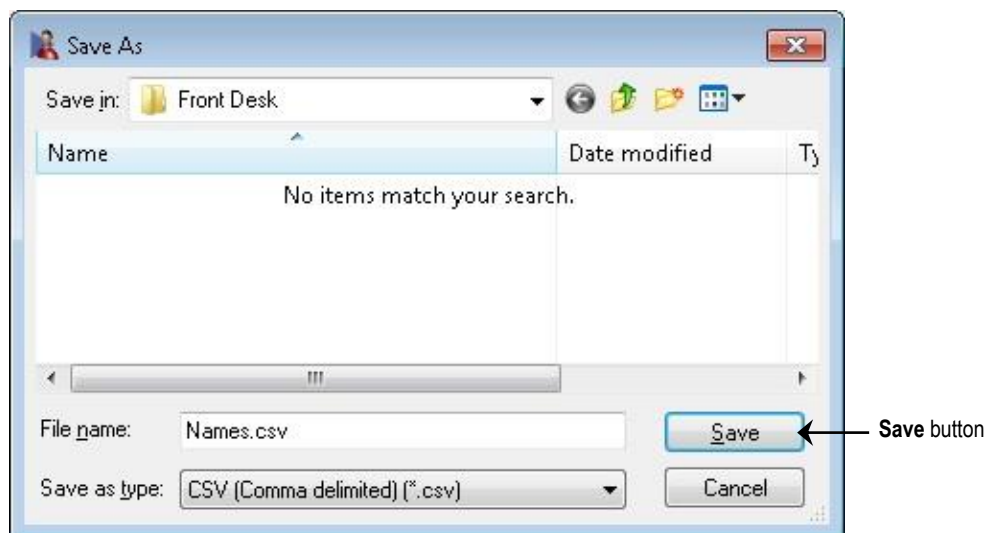 Save As
Save in: Front Desk
Name Date modified Ty
No items match your search.
File name: Names.csv Save Save button
Save as type: CSV (Comma delimited) (*.csv) Cancel